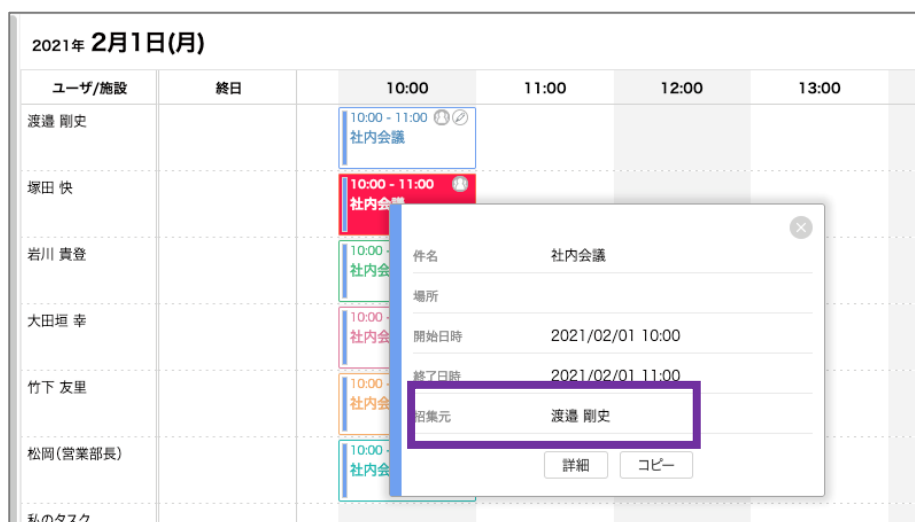 2021年 2月1日(月)
ユーザ/施設 終日 10:00 11:00 12:00 13:00
渡邉 剛史
10:00 - 11:00
社内会議
塚田 快
10:00 - 11:00
社内会議
岩川 貴登
10:00 -
社内会
大田垣 幸
10:00 -
社内会
竹下 友里
10:00 -
社内会
松岡(営業部長)
10:00 -
社内会
私のタスク
件名 社内会議
場所
開始日時 2021/02/01 10:00
終了日時 2021/02/01 11:00
招集元 渡邉 剛史
詳細 コピー